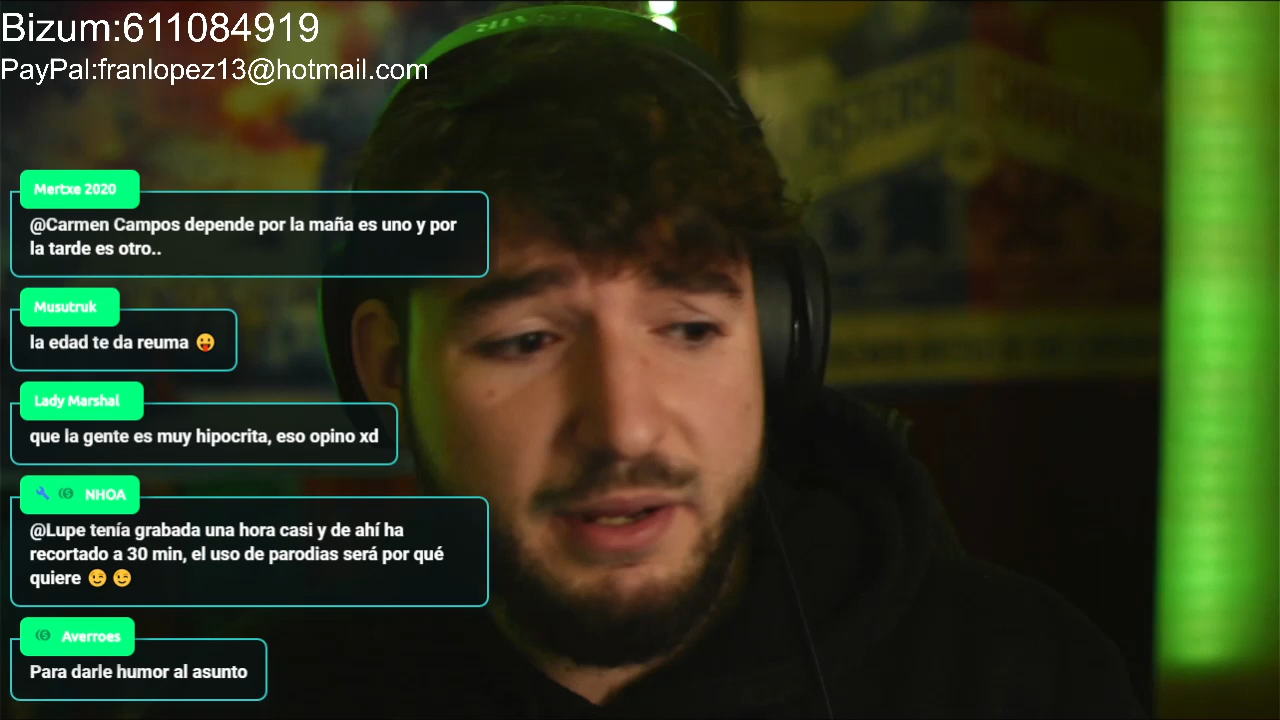 Bizum:611084919
PayPal:franlopez13@hotmail.com
Mertxe 2020
@Carmen Campos depende por la maña es uno y por
la tarde es otro..
Musutruk
la edad te da reuma 😛
Lady Marshal
que la gente es muy hipocrita, eso opino xd
NHOA
@Lupe tenía grabada una hora casi y de ahí ha
recortado a 30 min, el uso de parodias será por qué
quiere 😉 😉
Averroes
Para darle humor al asunto